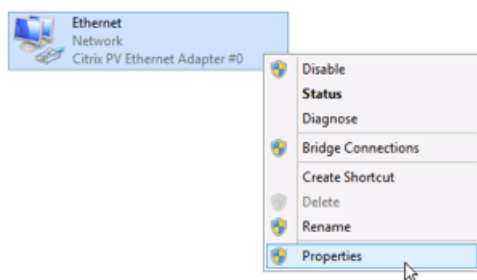 Ethernet
Network
Citrix PV Ethernet Adapter #0
Disable
Status
Diagnose
Bridge Connections
Create Shortcut
Delete
Rename
Properties